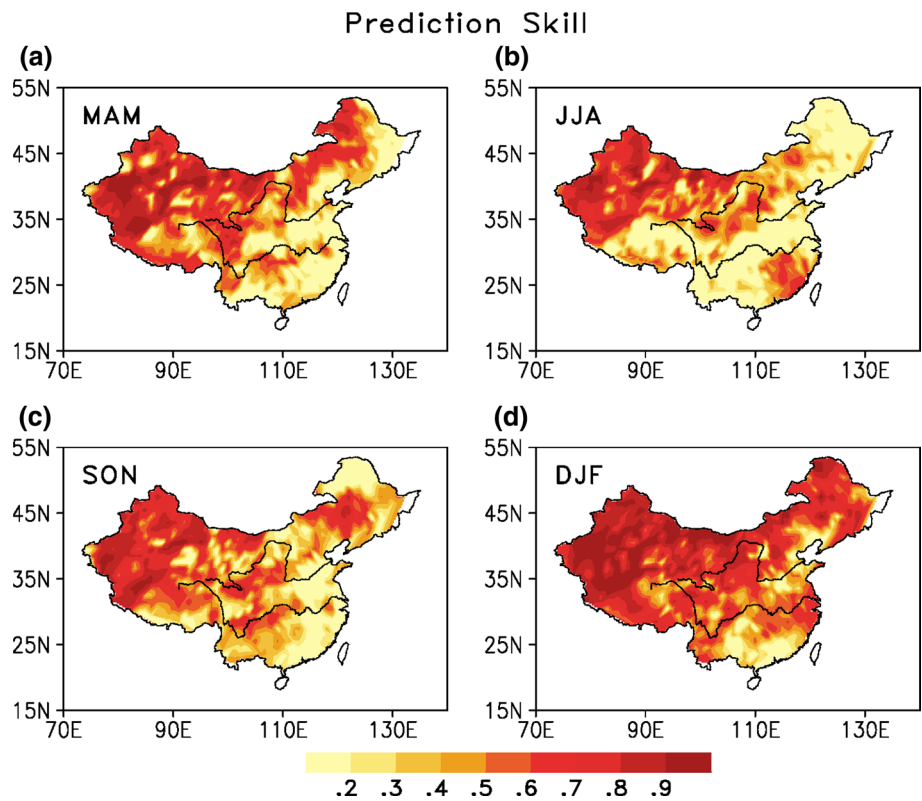 Prediction Skill
(a) (b)
55N 55N
MAM JJA
45N 45N
35N 35N
25N 25N
15N 15N
70E 90E 110E 130E 70E 90E 110E 130E
(c) (d)
55N 55N
SON DJF
45N 45N
35N 35N
25N 25N
15N 15N
70E 90E 110E 130E 70E 90E 110E 130E
.2 .3 .4 .5 .6 .7 .8 .9